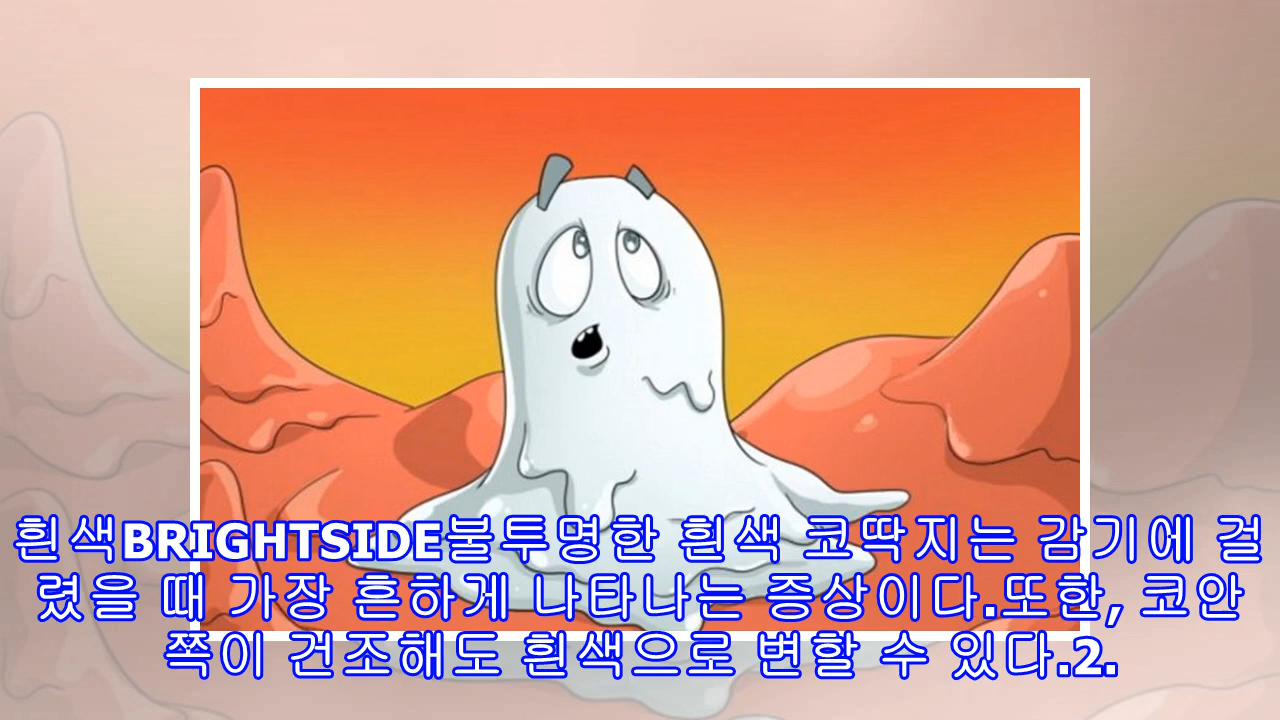 흰색BRIGHTSIDE불투명한 흰색 코딱지는 감기에 걸
렸을 때 가장 흔하게 나타나는 증상이다.또한, 코안
쪽이 건조해도 흰색으로 변할 수 있다.2.